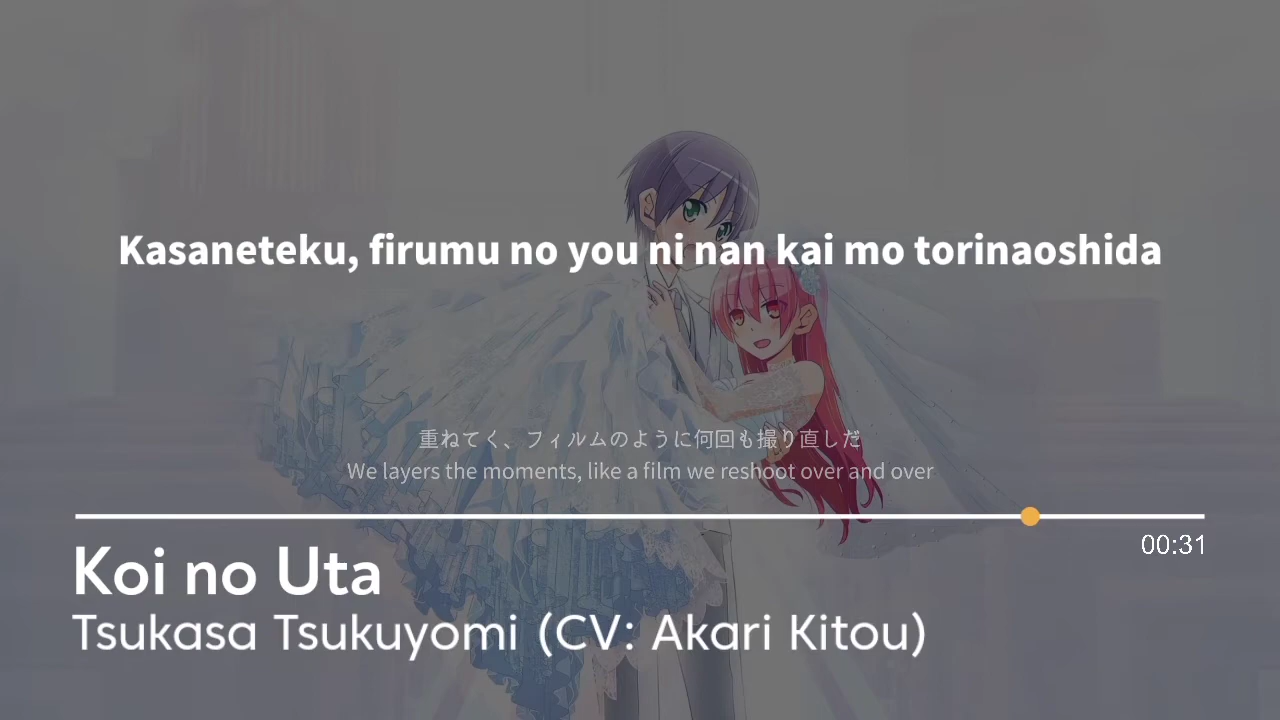 Kasaneteku, firumu no you ni nan kai mo torinaoshida
重ねてく、フィルムのように何回も撮り直しだ
We layers the moments, like a film we reshoot over and over
00:31
Koi no Uta
Tsukasa Tsukuyomi (CV: Akari Kitou)